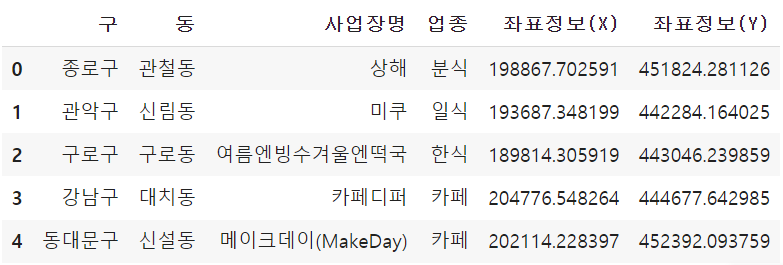 구 동 사업장명 업종 좌표정보(X) 좌표정보(Y)
0 종로구 관철동 상해 분식 198867.702591 451824.281126
1 관악구 신림동 미쿠 일식 193687.348199 442284.164025
2 구로구 구로동 여름엔빙수겨울엔떡국 한식 189814.305919 443046.239859
3 강남구 대치동 카페디퍼 카페 204776.548264 444677.642985
4 동대문구 신설동 메이크데이(MakeDay) 카페 202114.228397 452392.093759